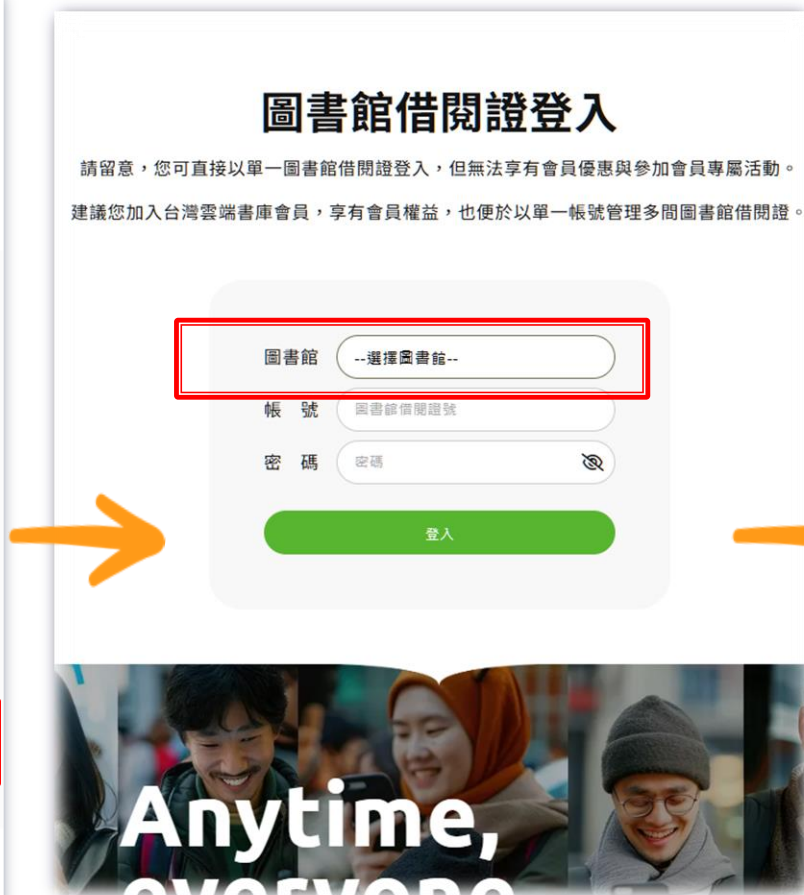 圖書館借閱證登入
請留意，您可直接以單一圖書館借閱證登入，但無法享有會員優惠與參加會員專屬活動。
建議您加入台灣雲端書庫會員，享有會員權益，也便於以單一帳號管理多間圖書館借閱證。
圖書館 --選擇圖書館--
帳 號 圖書館借閱證號
密 碼 密碼
登入
Anytime,
everyone